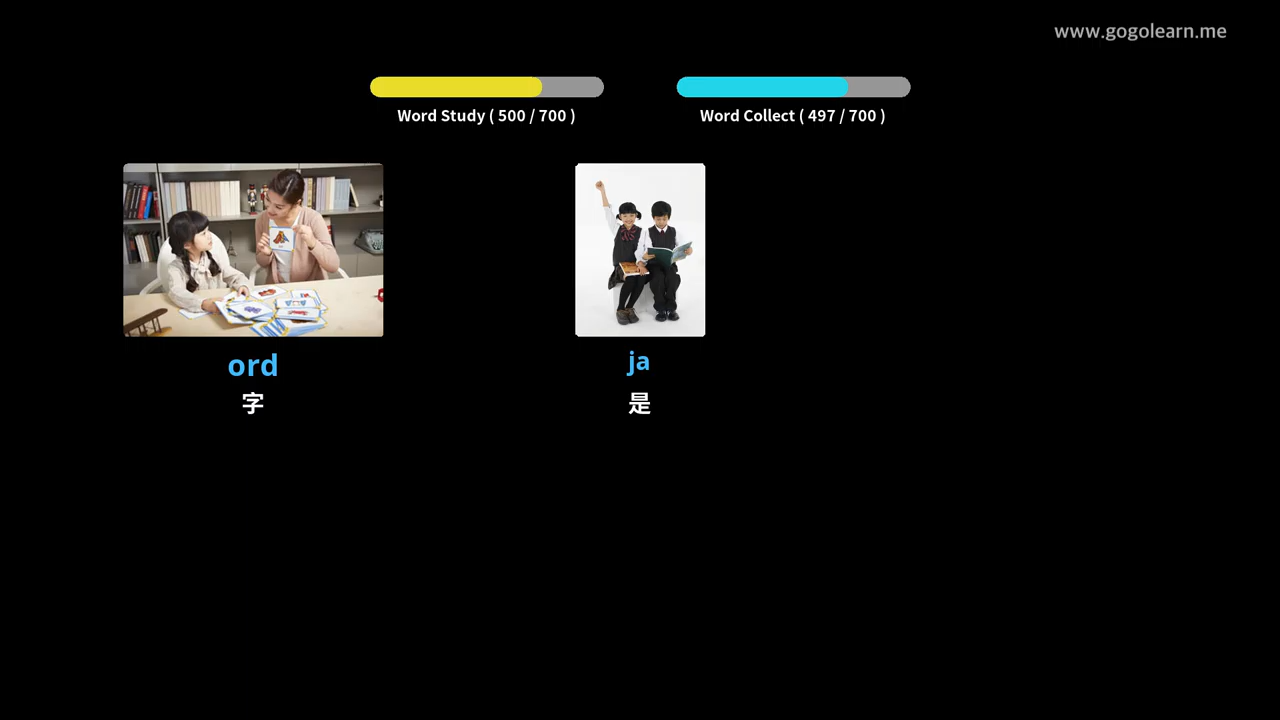 www.gogolearn.me
Word Study ( 500 / 700 )
Word Collect ( 497 / 700 )
ord
字
ja
是